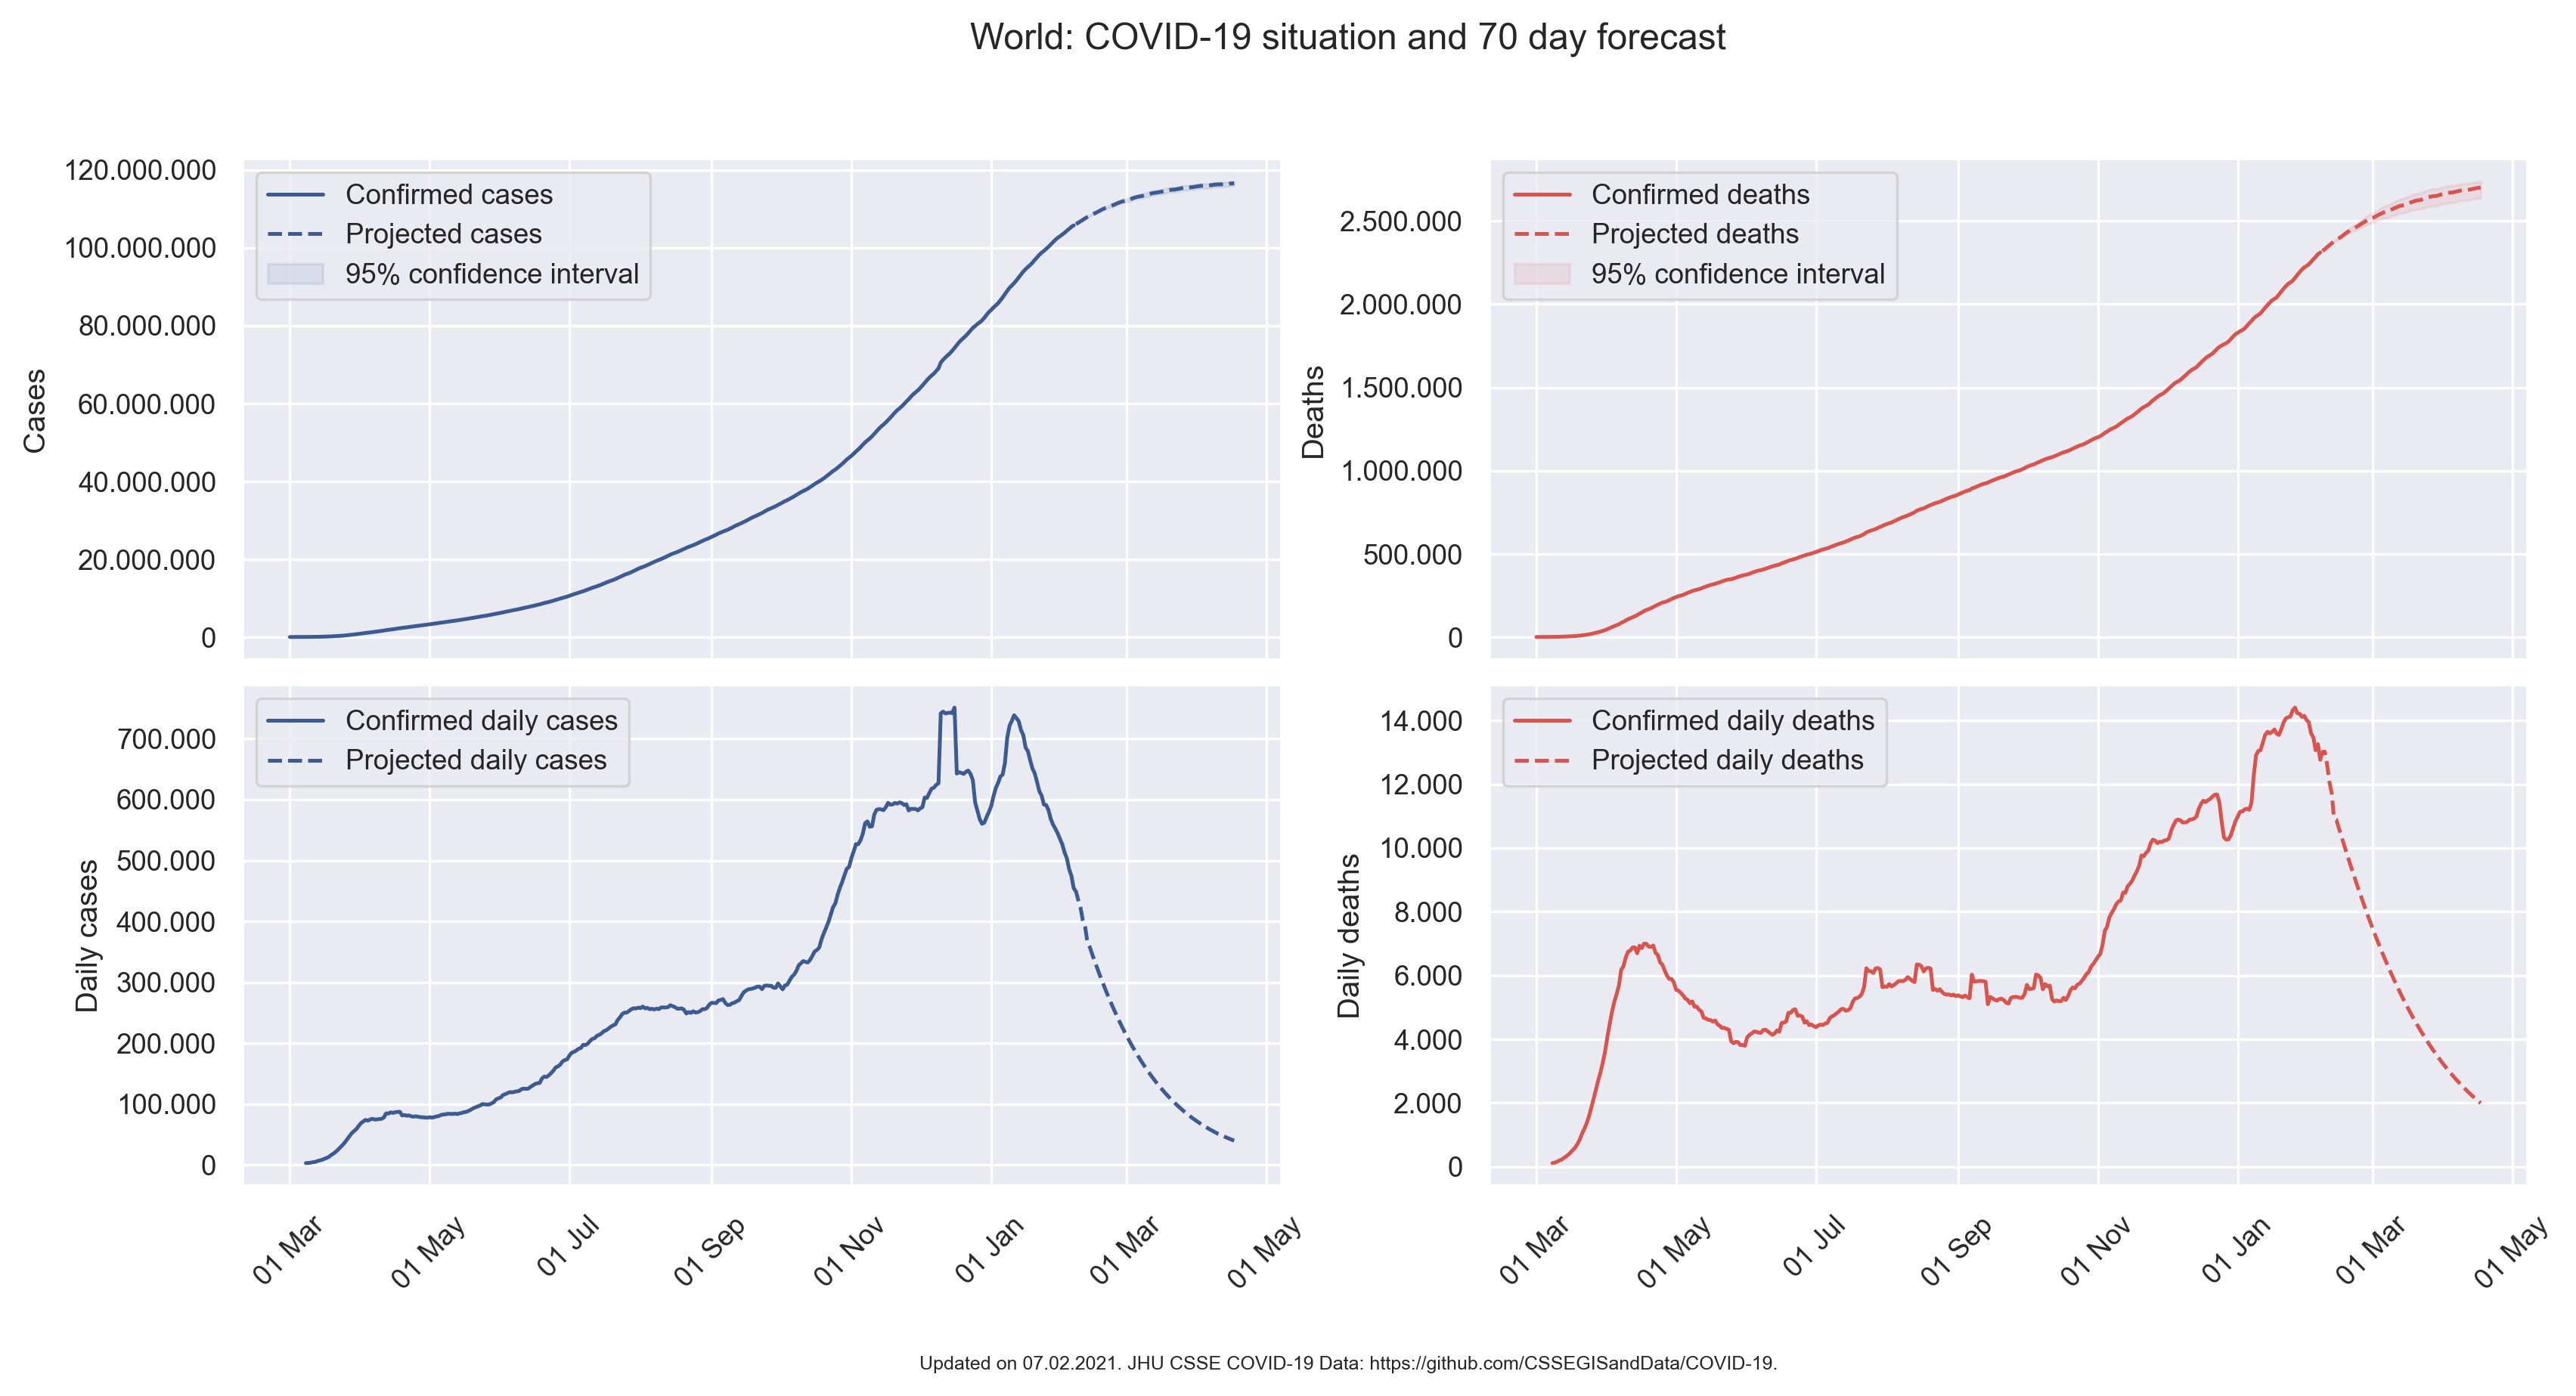 World: COVID-19 situation and 70 day forecast
120.000.000
100.000.000
80.000.000
60.000.000
40.000.000
20.000.000
0
Cases
Confirmed cases
Projected cases
95% confidence interval
2.500.000
2.000.000
1.500.000
1.000.000
500.000
0
Deaths
Confirmed deaths
Projected deaths
95% confidence interval
700.000
600.000
500.000
400.000
300.000
200.000
100.000
0
Daily cases
Confirmed daily cases
Projected daily cases
01 Mar
01 May
01 Jul
01 Sep
01 Nov
01 Jan
01 Mar
01 May
14.000
12.000
10.000
8.000
6.000
4.000
2.000
0
Daily deaths
Confirmed daily deaths
Projected daily deaths
01 Mar
01 May
01 Jul
01 Sep
01 Nov
01 Jan
01 Mar
01 May
Updated on 07.02.2021. JHU CSSE COVID-19 Data: https://github.com/CSSEGISandData/COVID-19.